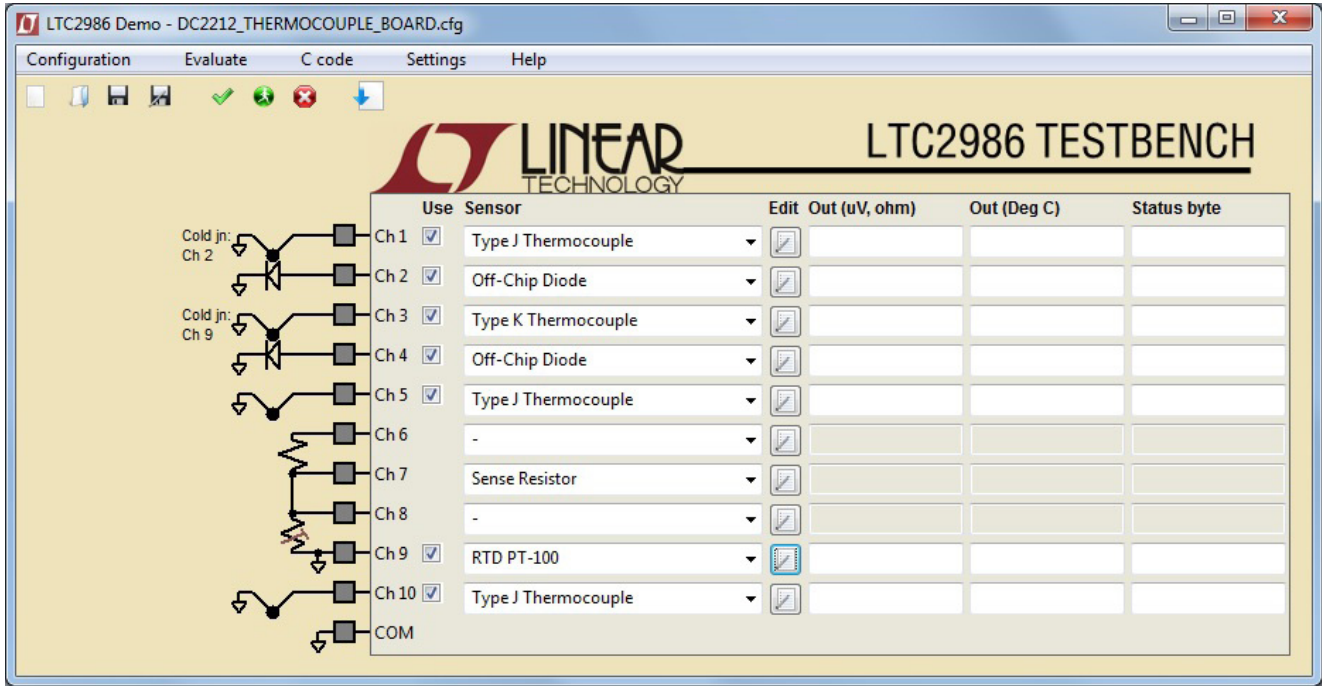 LTC2986 Demo - DC2212_THERMOCOUPLE_BOARD.cfg
Configuration Evaluate C code Settings Help
LINEAR TECHNOLOGY
LTC2986 TESTBENCH
Use Sensor Edit Out (uV, ohm) Out (Deg C) Status byte
Cold jn: Ch 2
Ch 1 Type J Thermocouple
Ch 2 Off-Chip Diode
Cold jn: Ch 9
Ch 3 Type K Thermocouple
Ch 4 Off-Chip Diode
Ch 5 Type J Thermocouple
Ch 6 -
Ch 7 Sense Resistor
Ch 8 -
Ch 9 RTD PT-100
Ch 10 Type J Thermocouple
COM